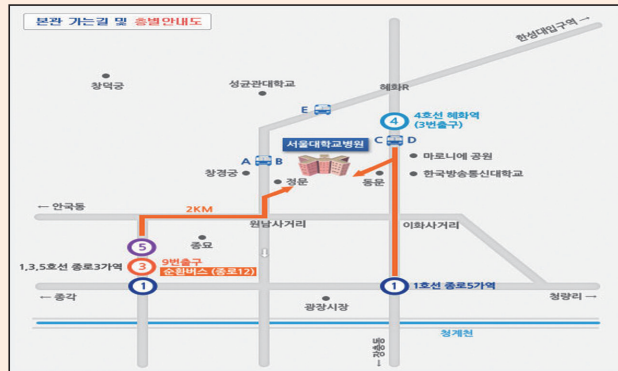 본관 가는길 및 층별안내도
한성대입구역
창덕궁
성균관대학교
혜화R
E
4
4호선 혜화역
(3번출구)
서울대학교병원
C
D
A
B
마로니에 공원
창경궁
정문
동문
한국방송통신대학교
← 안국동
2KM
원남사거리
이화사거리
5
종묘
1,3,5호선 종로3가역
3
9번출구
순환버스 (종로12)
1
1
1호선 종로5가역
← 종각
광장시장
청량리 →
청계천